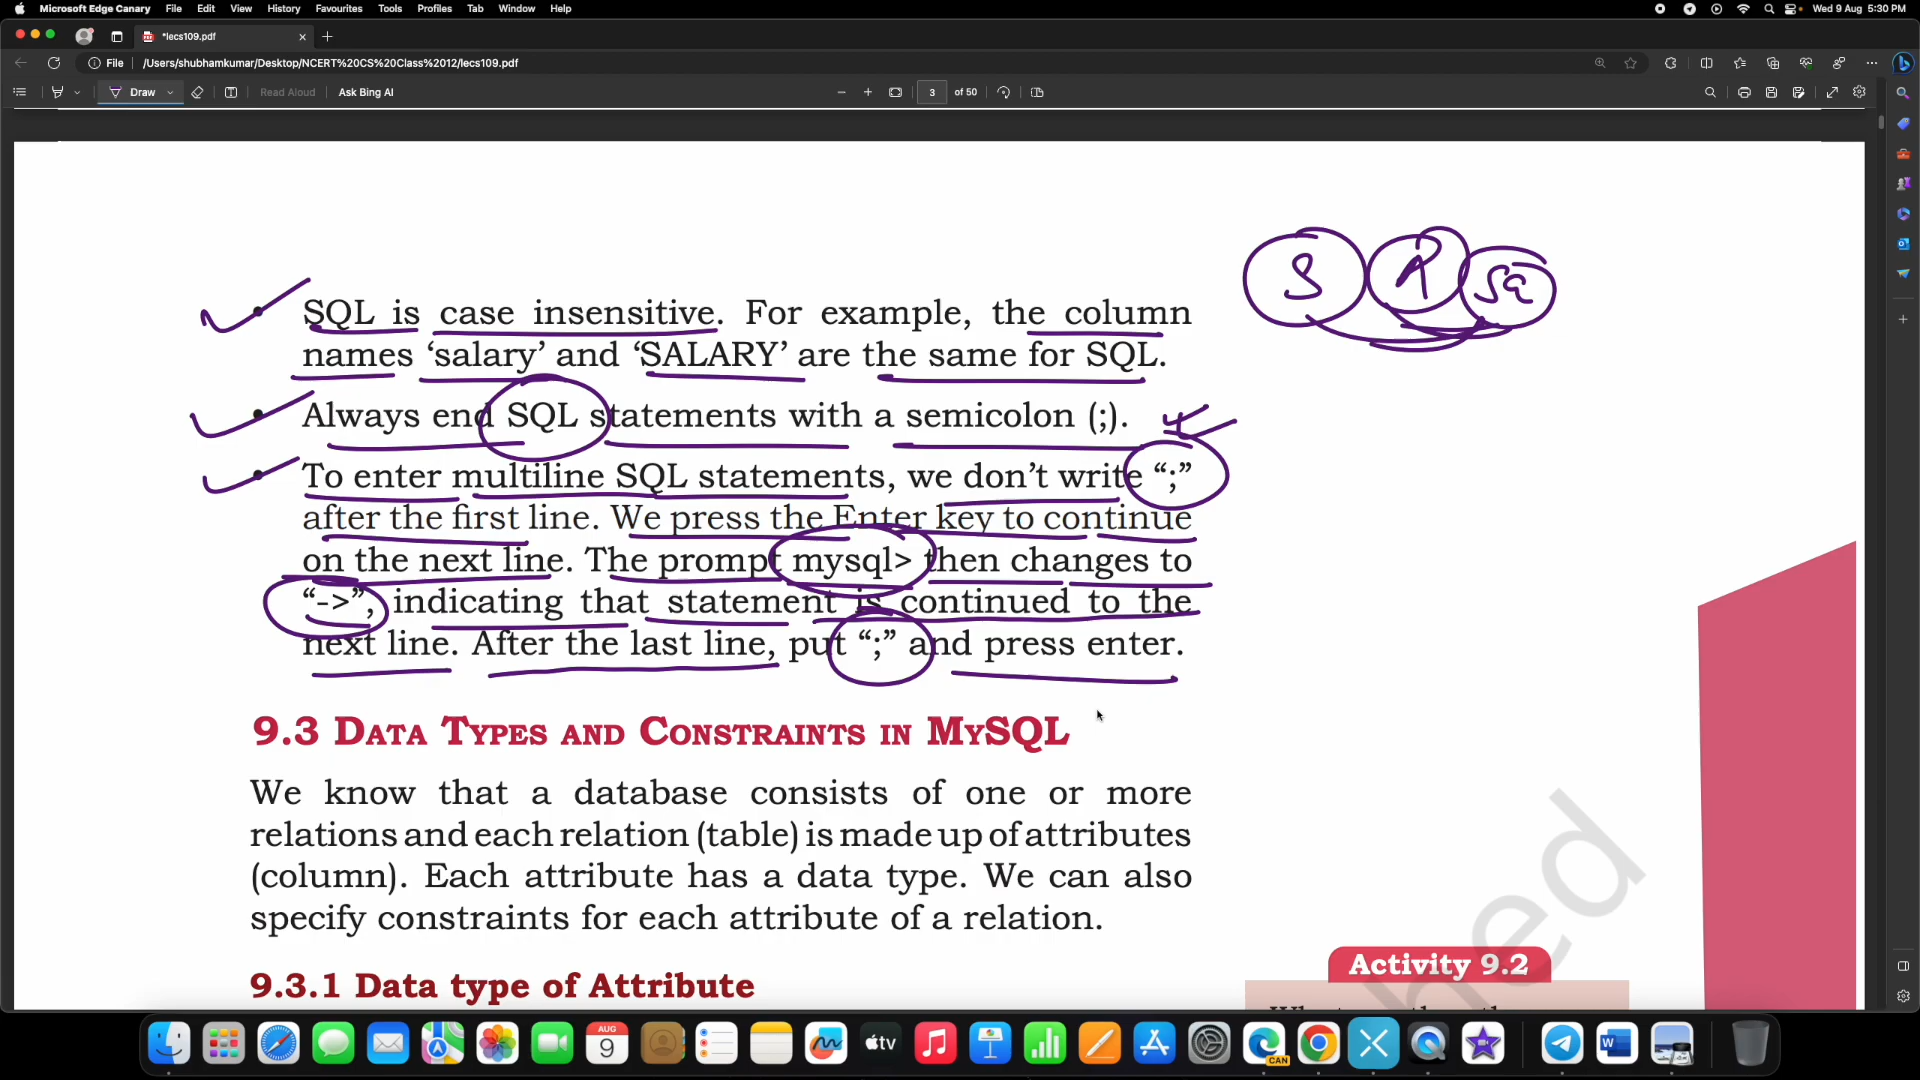 Microsoft Edge Canary File Edit View History Favourites Tools Profiles Tab Window Help Wed 9 Aug 5:30 PM
*lecs109.pdf
File /Users/shubhamkumar/Desktop/NCERT%20CS%20Class%2012/lecs109.pdf
Draw Read Aloud Ask Bing AI 3 of 50
S A Sa
• SQL is case insensitive. For example, the column
names ‘salary’ and ‘SALARY’ are the same for SQL.
• Always end SQL statements with a semicolon (;).
• To enter multiline SQL statements, we don’t write “;”
after the first line. We press the Enter key to continue
on the next line. The prompt mysql> then changes to
“->”, indicating that statement is continued to the
next line. After the last line, put “;” and press enter.
9.3 Data Types and Constraints in MySQL
We know that a database consists of one or more
relations and each relation (table) is made up of attributes
(column). Each attribute has a data type. We can also
specify constraints for each attribute of a relation.
9.3.1 Data type of Attribute
Activity 9.2
hed
AUG
9
tv
CAN
W